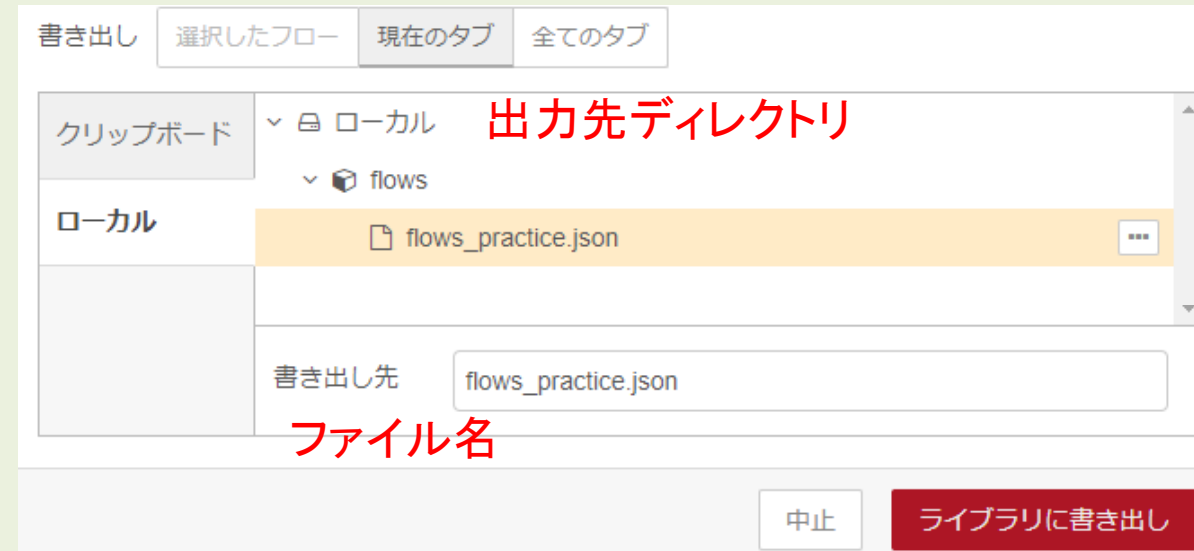 書き出し 選択したフロー 現在のタブ 全てのタブ
クリップボード
ローカル
ローカル 出力先ディレクトリ
flows
flows_practice.json
書き出し先 flows_practice.json
ファイル名
中止 ライブラリに書き出し